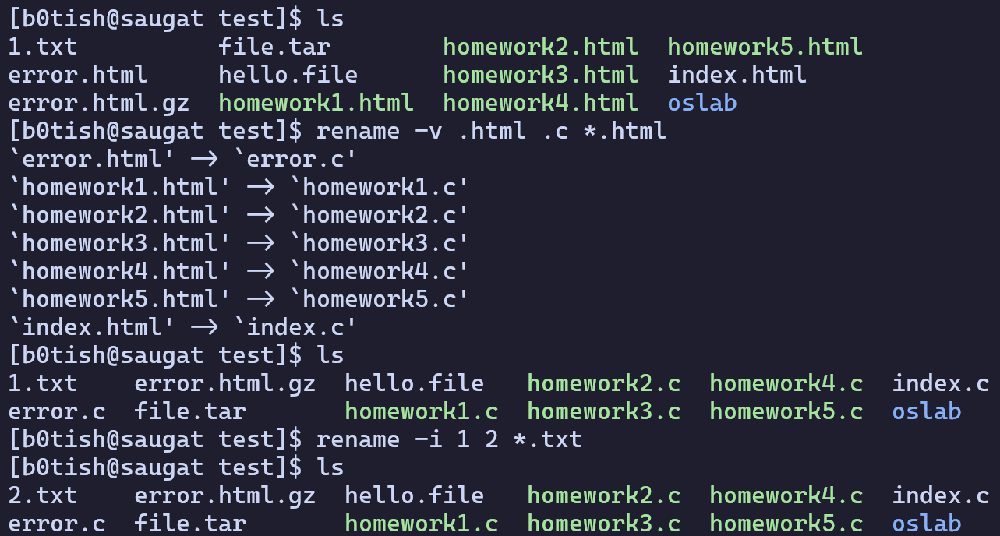 [b0tish@saugat test]$ ls
1.txt          file.tar        homework2.html  homework5.html
error.html     hello.file      homework3.html  index.html
error.html.gz  homework1.html  homework4.html  oslab
[b0tish@saugat test]$ rename -v .html .c *.html
`error.html' -> `error.c'
`homework1.html' -> `homework1.c'
`homework2.html' -> `homework2.c'
`homework3.html' -> `homework3.c'
`homework4.html' -> `homework4.c'
`homework5.html' -> `homework5.c'
`index.html' -> `index.c'
[b0tish@saugat test]$ ls
1.txt    error.html.gz  hello.file   homework2.c  homework4.c  index.c
error.c  file.tar       homework1.c  homework3.c  homework5.c  oslab
[b0tish@saugat test]$ rename -i 1 2 *.txt
[b0tish@saugat test]$ ls
2.txt    error.html.gz  hello.file   homework2.c  homework4.c  index.c
error.c  file.tar       homework1.c  homework3.c  homework5.c  oslab